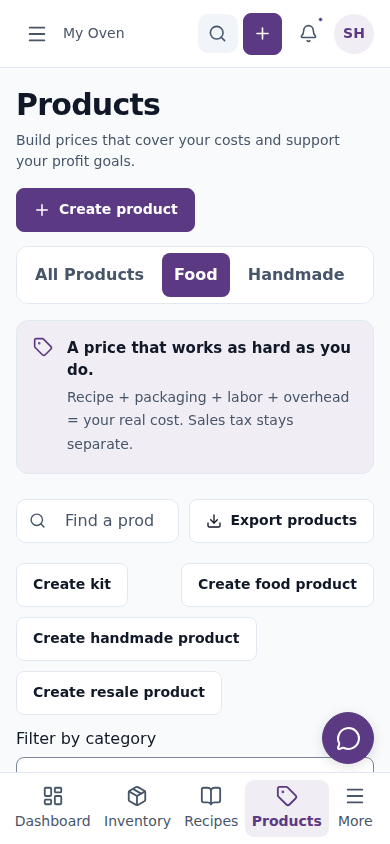 My Oven
SH
Products
Build prices that cover your costs and support
your profit goals.
Create product
All Products
Food
Handmade
A price that works as hard as you
do.
Recipe + packaging + labor + overhead
= your real cost. Sales tax stays
separate.
Find a prod
Export products
Create kit
Create food product
Create handmade product
Create resale product
Filter by category
Dashboard
Inventory
Recipes
Products
More